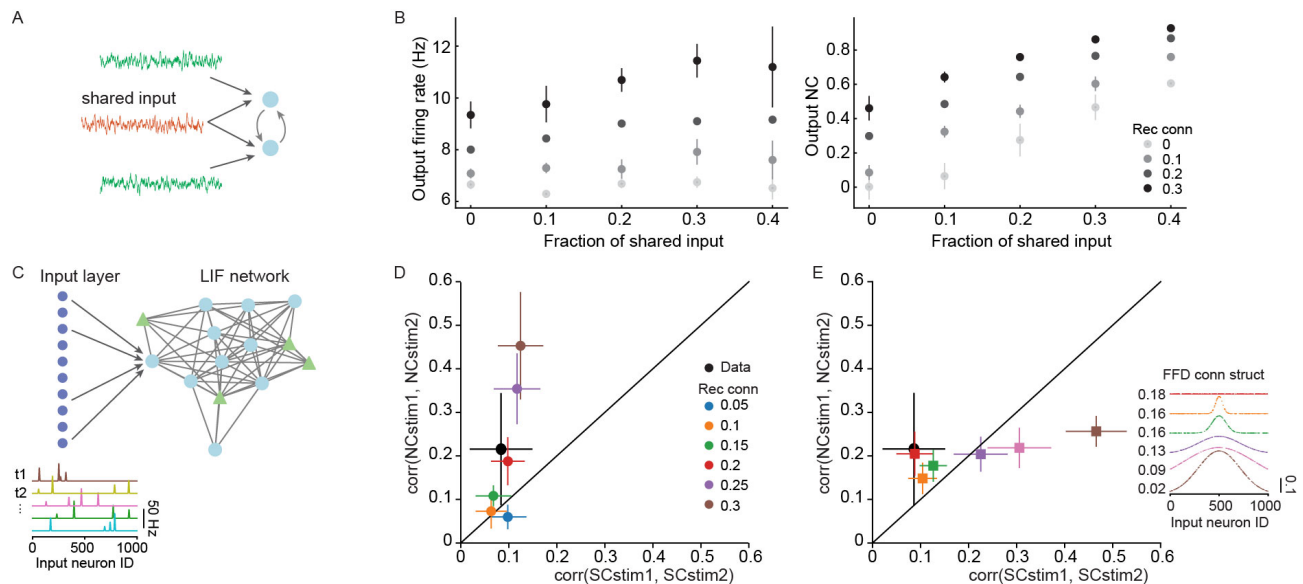 A
shared input
B
Output firing rate (Hz)
12
10
8
6
0
0.1
0.2
0.3
0.4
Fraction of shared input
Output NC
0.8
0.6
0.4
0.2
0
0
0.1
0.2
0.3
0.4
Fraction of shared input
Rec conn
0
0.1
0.2
0.3
C
Input layer
LIF network
t1
t2
...
50 Hz
0
500
1000
Input neuron ID
D
corr(NCstim1, NCstim2)
0.6
0.5
0.4
0.3
0.2
0.1
0
0
0.1
0.2
0.3
0.4
0.5
0.6
corr(SCstim1, SCstim2)
Data
Rec conn
0.05
0.1
0.15
0.2
0.25
0.3
E
corr(NCstim1, NCstim2)
0.6
0.5
0.4
0.3
0.2
0.1
0
0
0.1
0.2
0.3
0.4
0.5
0.6
corr(SCstim1, SCstim2)
FFD conn struct
0.18
0.16
0.16
0.13
0.09
0.02
0.1
0
500
1000
Input neuron ID